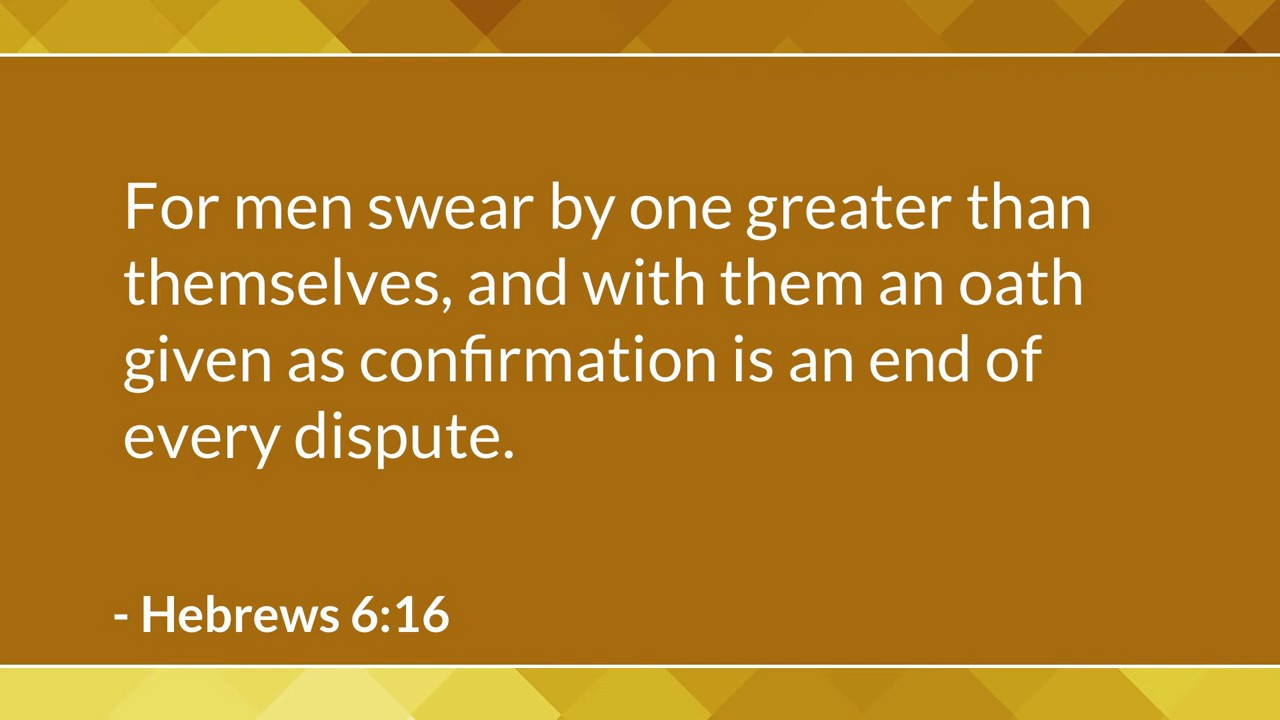 For men swear by one greater than
themselves, and with them an oath
given as confirmation is an end of
every dispute.
- Hebrews 6:16